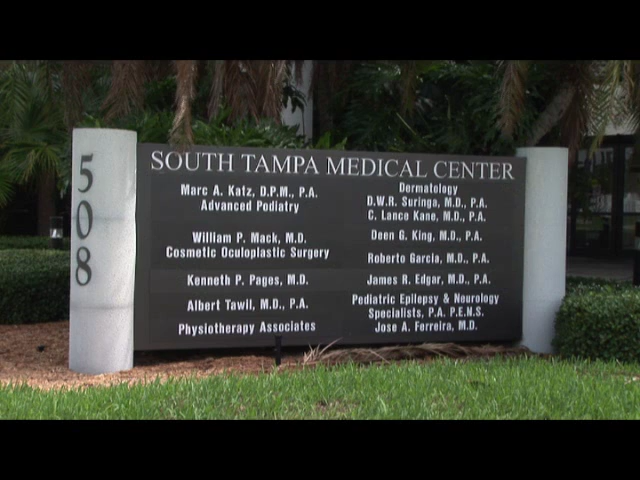 508
SOUTH TAMPA MEDICAL CENTER
Marc A. Katz, D.P.M., P.A.
Advanced Podiatry
William P. Mack, M.D.
Cosmetic Oculoplastic Surgery
Kenneth P. Pages, M.D.
Albert Tawil, M.D., P.A.
Physiotherapy Associates
Dermatology
D.W.R. Suringa, M.D., P.A.
C. Lance Kane, M.D., P.A.
Deen G. King, M.D., P.A.
Roberto Garcia, M.D., P.A.
James R. Edgar, M.D., P.A.
Pediatric Epilepsy & Neurology
Specialists, P.A. P.E.N.S.
Jose A. Ferreira, M.D.